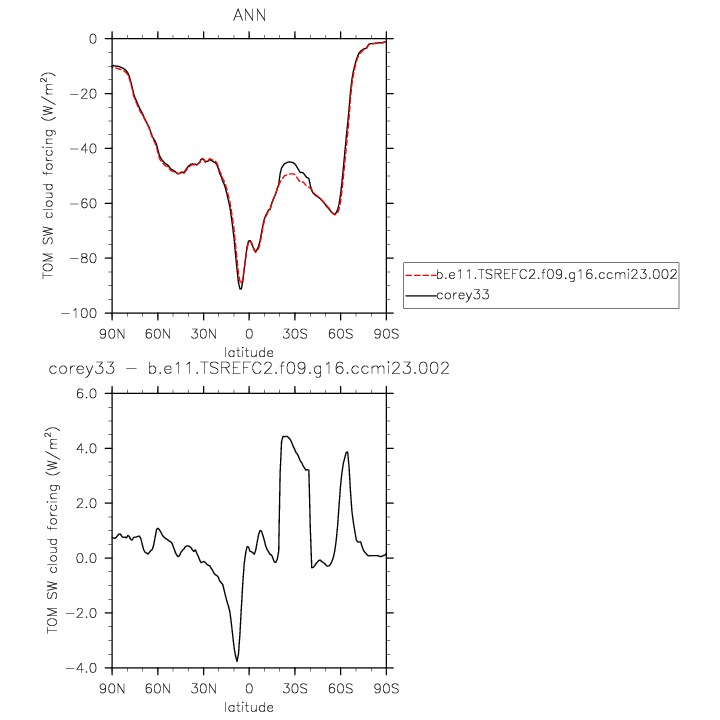 ANN
TOM SW cloud forcing (W/m²)
0
−20
−40
−60
−80
−100
90N 60N 30N 0 30S 60S 90S
latitude
b.e11.TSREFC2.f09.g16.ccmi23.002
corey33
corey33 − b.e11.TSREFC2.f09.g16.ccmi23.002
TOM SW cloud forcing (W/m²)
6.0
4.0
2.0
0.0
−2.0
−4.0
90N 60N 30N 0 30S 60S 90S
latitude